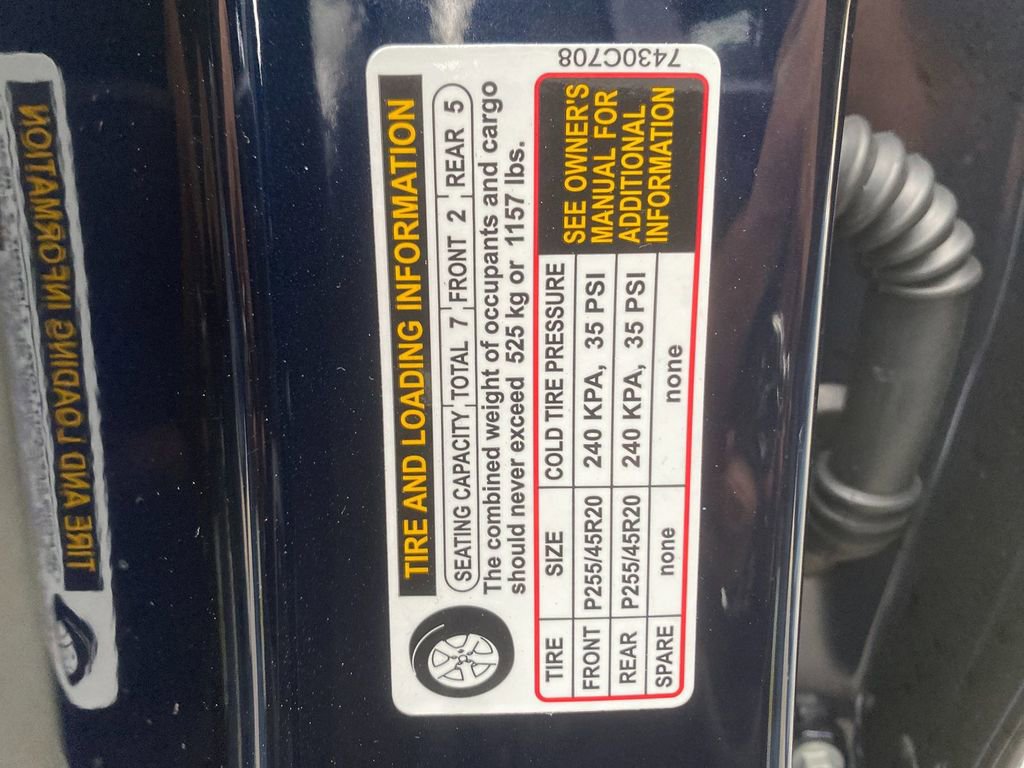 TIRE AND LOADING INFORMATION
SEATING CAPACITY TOTAL 7 FRONT 2 REAR 5
The combined weight of occupants and cargo
should never exceed 525 kg or 1157 lbs.
TIRE SIZE COLD TIRE PRESSURE
FRONT P255/45R20 240 KPA, 35 PSI
REAR P255/45R20 240 KPA, 35 PSI
SPARE none none
SEE OWNER'S
MANUAL FOR
ADDITIONAL
INFORMATION
7430C708
TIRE AND LOADING INFORMATION